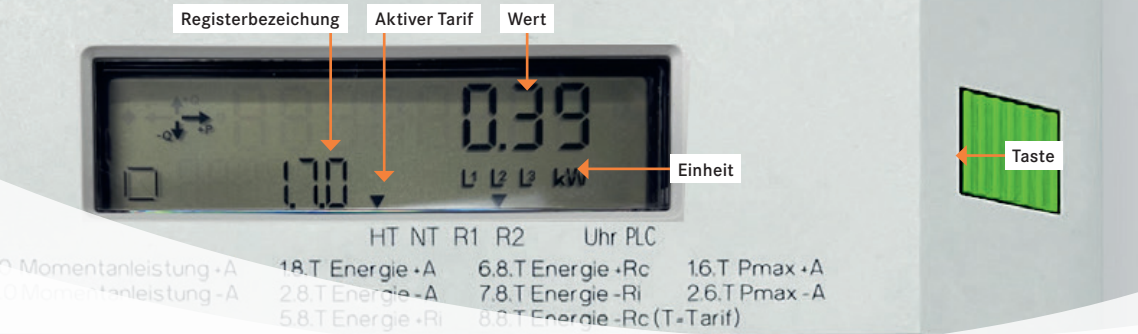 Registerbezeichung
Aktiver Tarif
Wert
+Q
-Q +P
0.39
1.7.0
L1 L2 L3 kW
Einheit
Taste
HT NT R1 R2 Uhr PLC
0 Momentanleistung +A 1.8.T Energie +A 6.8.T Energie +Rc 1.6.T Pmax +A
0 Momentanleistung -A 2.8.T Energie -A 7.8.T Energie -Ri 2.6.T Pmax -A
5.8.T Energie +Ri 8.8.T Energie -Rc (T=Tarif)